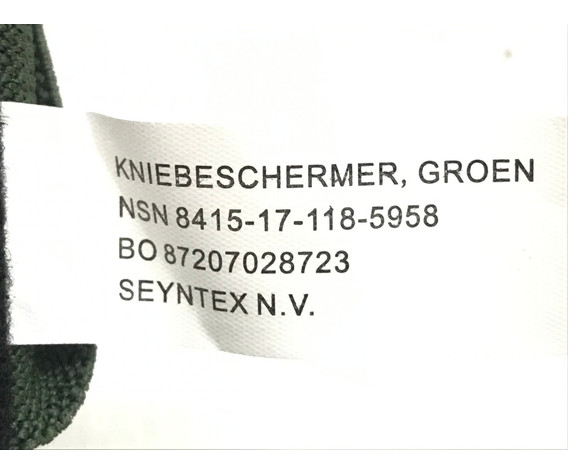 KNIEBESCHERMER, GROEN
NSN 8415-17-118-5958
BO 87207028723
SEYNTEX N.V.